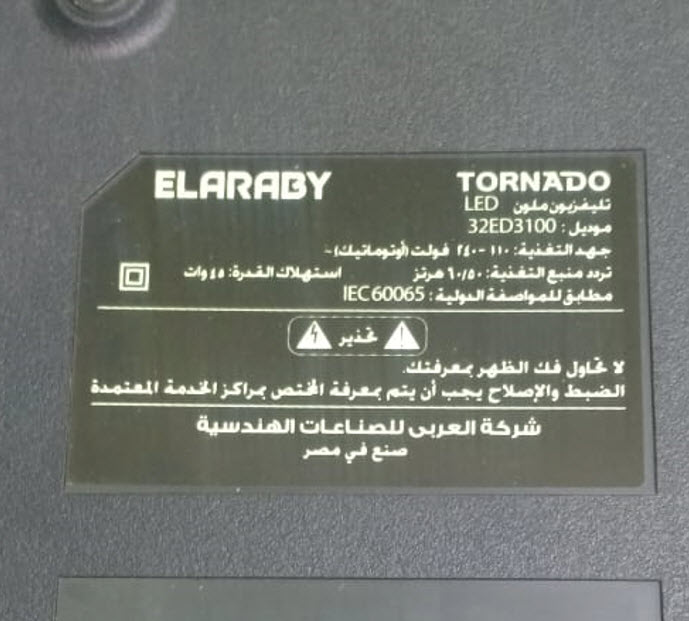 ELARABY
TORNADO
تليفزيون ملون LED
موديل : 32ED3100
جهد التغذية: ١١٠ - ٢٤٠ فولت (أوتوماتيك) ~
تردد منبع التغذية: ٦٠/٥٠ هرتز استهلاك القدرة: ٤٥ وات
مطابق للمواصفة الدولية : IEC60065
تحذير
لا تحاول فك الظهر بمعرفتك.
الضبط والإصلاح يجب أن يتم بمعرفة المختص بمراكز الخدمة المعتمدة
شركة العربى للصناعات الهندسية
صنع في مصر